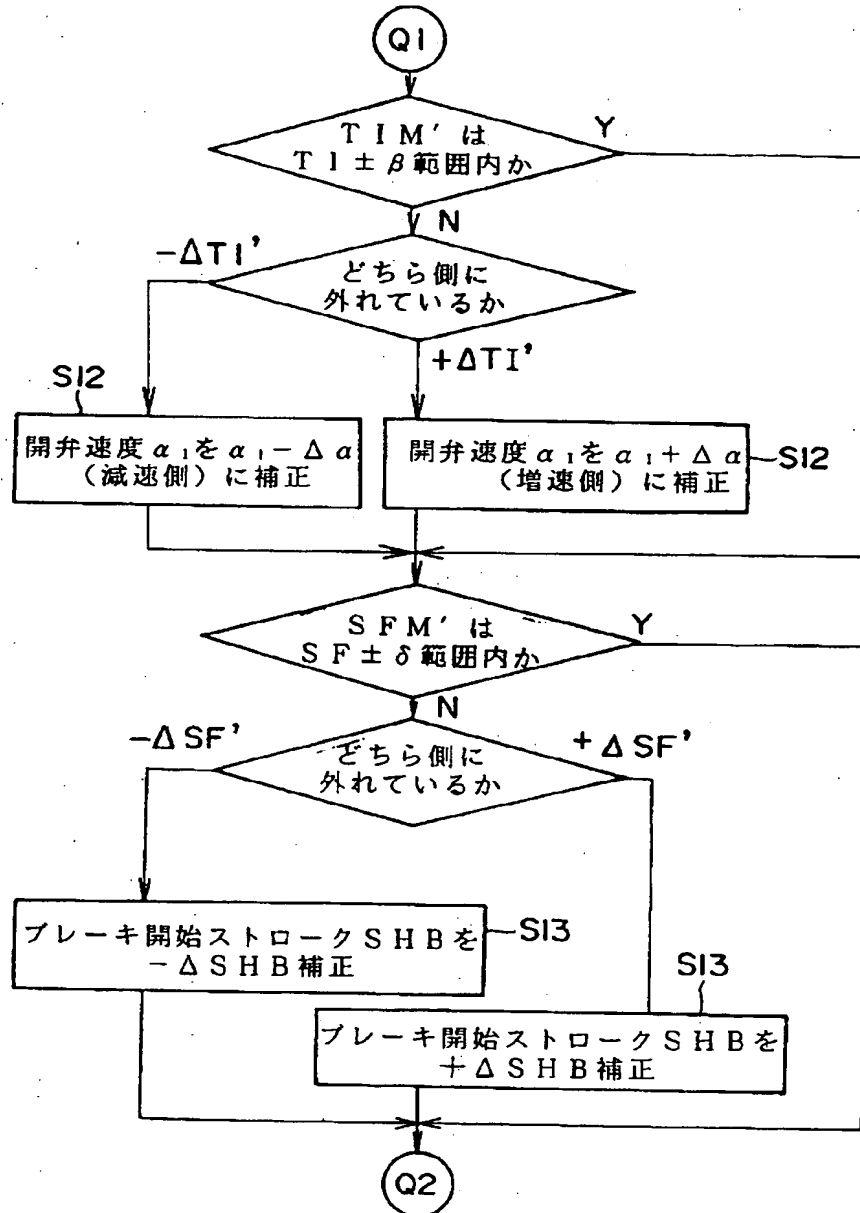 Q1
TIM′は
TI±β範囲内か
Y
N
どちら側に
外れているか
-ΔTI'
+ΔTI'
S12
開弁速度α₁をα₁-Δα
(減速側)に補正
開弁速度α₁をα₁+Δα
(増速側)に補正
S12
SFM′は
SF±δ範囲内か
Y
N
-ΔSF'
どちら側に
外れているか
+ΔSF'
ブレーキ開始ストロークSHBを
-ΔSHB補正
S13
S13
ブレーキ開始ストロークSHBを
+ΔSHB補正
Q2